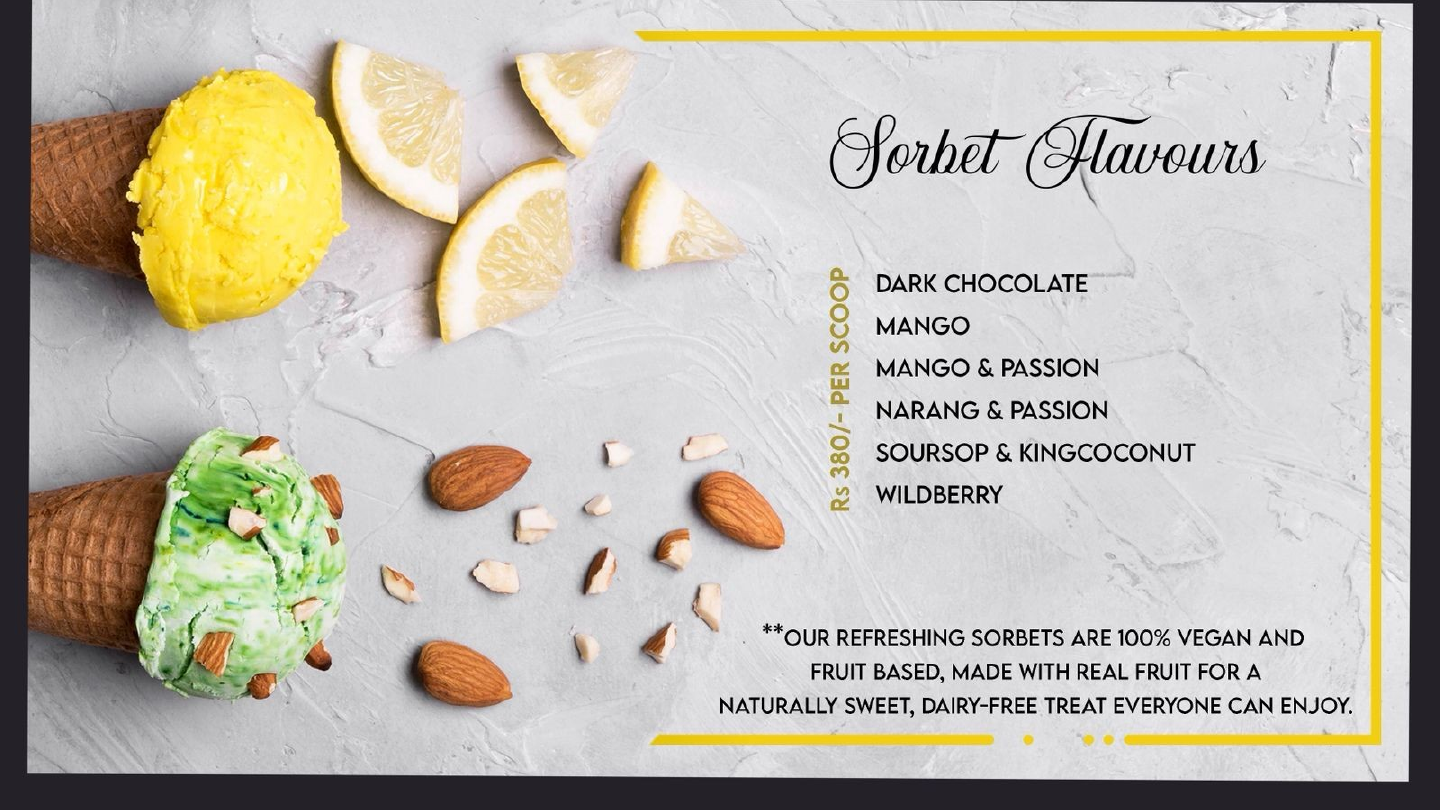 Sorbet Flavours
Rs 380/- PER SCOOP
DARK CHOCOLATE
MANGO
MANGO & PASSION
NARANG & PASSION
SOURSOP & KINGCOCONUT
WILDBERRY
**OUR REFRESHING SORBETS ARE 100% VEGAN AND
FRUIT BASED, MADE WITH REAL FRUIT FOR A
NATURALLY SWEET, DAIRY-FREE TREAT EVERYONE CAN ENJOY.